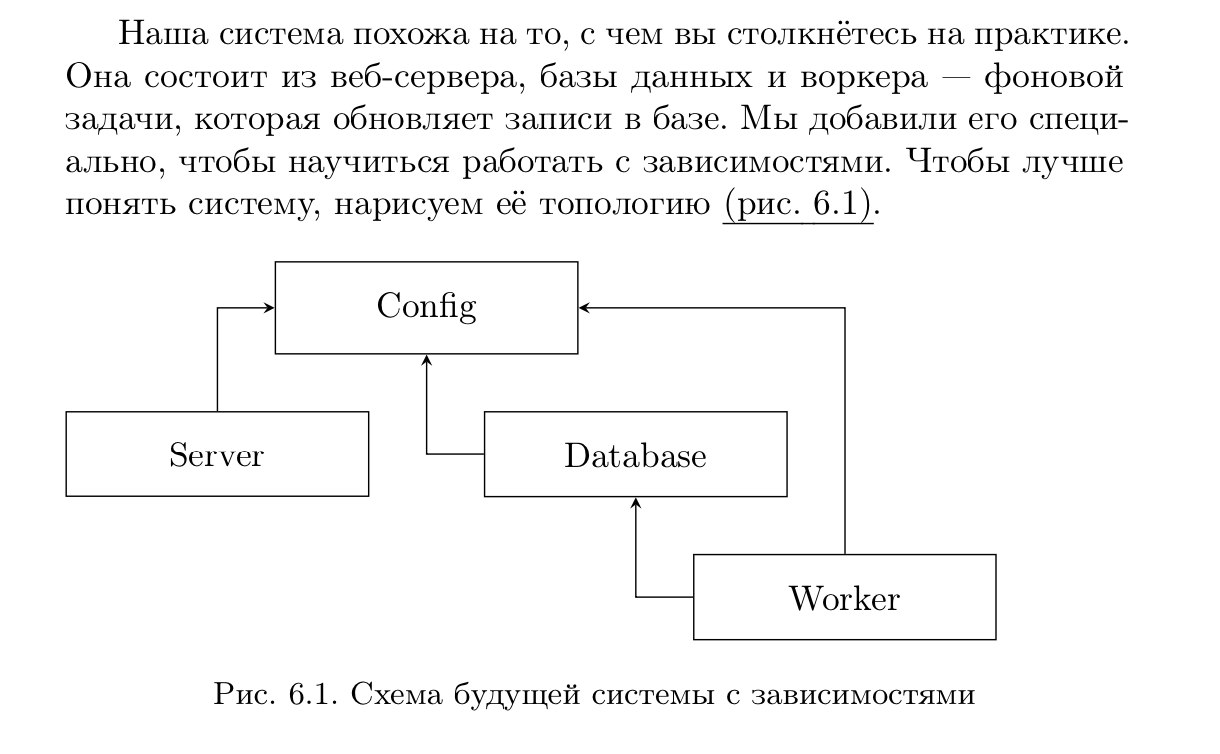 Наша система похожа на то, с чем вы столкнётесь на практике.
Она состоит из веб-сервера, базы данных и воркера — фоновой
задачи, которая обновляет записи в базе. Мы добавили его специ-
ально, чтобы научиться работать с зависимостями. Чтобы лучше
понять систему, нарисуем её топологию (рис. 6.1).
Config
Server
Database
Worker
Рис. 6.1. Схема будущей системы с зависимостями